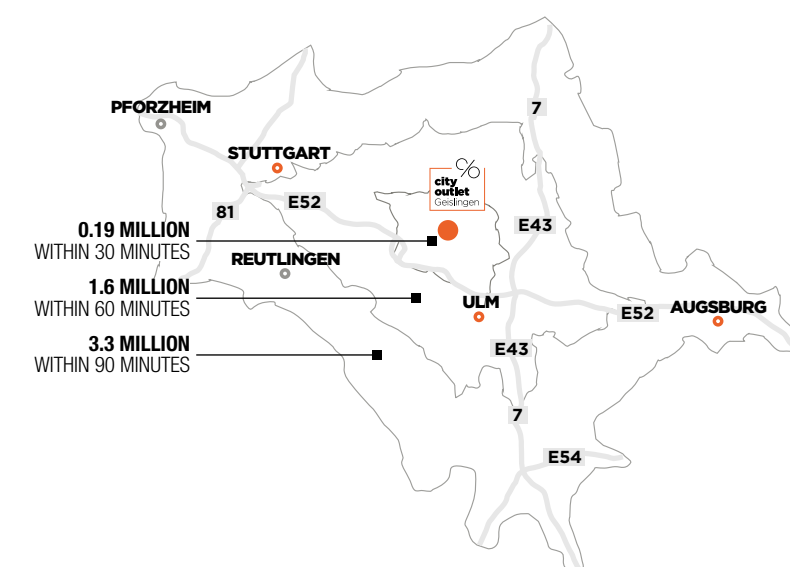 7
PFORZHEIM
STUTTGART
%
city
outlet
Geislingen
E52
81
0.19 MILLION
WITHIN 30 MINUTES
E43
REUTLINGEN
1.6 MILLION
WITHIN 60 MINUTES
ULM
E52
AUGSBURG
3.3 MILLION
WITHIN 90 MINUTES
E43
7
E54